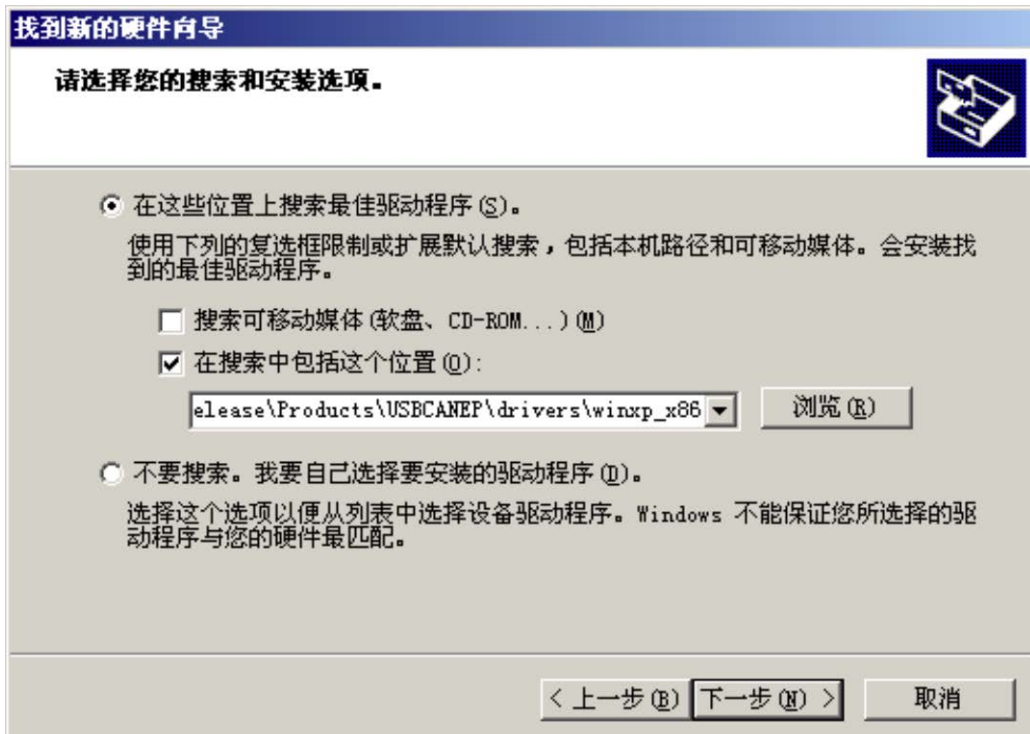 找到新的硬件向导
请选择您的搜索和安装选项。
在这些位置上搜索最佳驱动程序(S)。
使用下列的复选框限制或扩展默认搜索，包括本机路径和可移动媒体。会安装找
到的最佳驱动程序。
搜索可移动媒体(软盘、CD-ROM...)(M)
在搜索中包括这个位置(O):
elease\Products\USBCANEP\drivers\winxp_x86
浏览(R)
不要搜索。我要自己选择要安装的驱动程序(D)。
选择这个选项以便从列表中选择设备驱动程序。Windows 不能保证您所选择的驱
动程序与您的硬件最匹配。
< 上一步(B) 下一步(N) > 取消